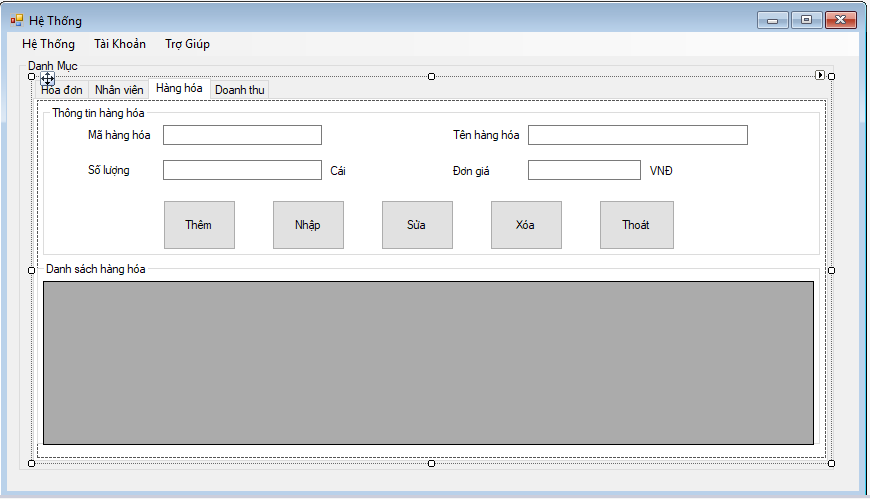 Hệ Thống
Hệ Thống Tài Khoản Trợ Giúp
Danh Mục
Hóa đơn Nhân viên Hàng hóa Doanh thu
Thông tin hàng hóa
Mã hàng hóa Tên hàng hóa
Số lượng Cái Đơn giá VNĐ
Thêm Nhập Sửa Xóa Thoát
Danh sách hàng hóa